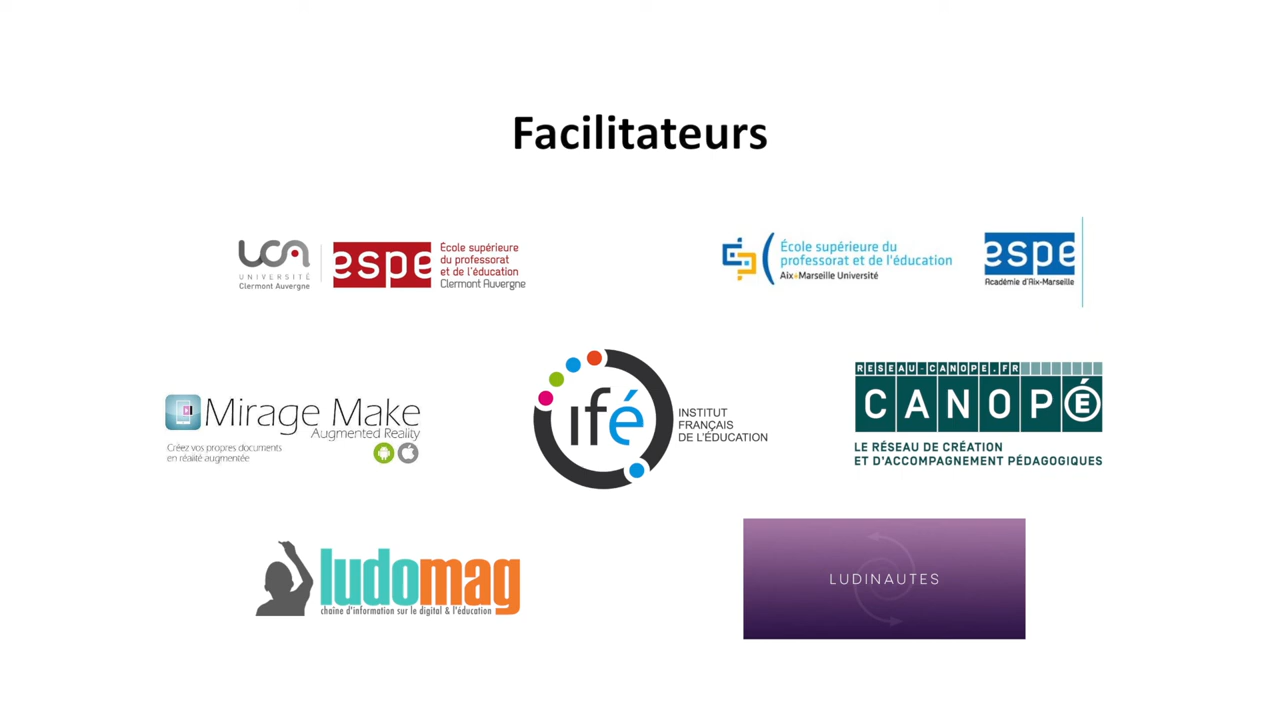 Facilitateurs
UCA
UNIVERSITÉ
Clermont Auvergne
espe
École supérieure
du professorat
et de l'éducation
Clermont Auvergne
École supérieure du
professorat et de l'éducation
Aix+Marseille Université
espe
Académie d'Aix-Marseille
Mirage Make
Augmented Reality
Créez vos propres documents
en réalité augmentée
ifé
INSTITUT
FRANÇAIS
DE L'ÉDUCATION
RESEAU-CANOPE.FR
CANOPÉ
LE RÉSEAU DE CRÉATION
ET D'ACCOMPAGNEMENT PÉDAGOGIQUES
ludomag
chaîne d'information sur le digital & l'éducation
LUDINAUTES